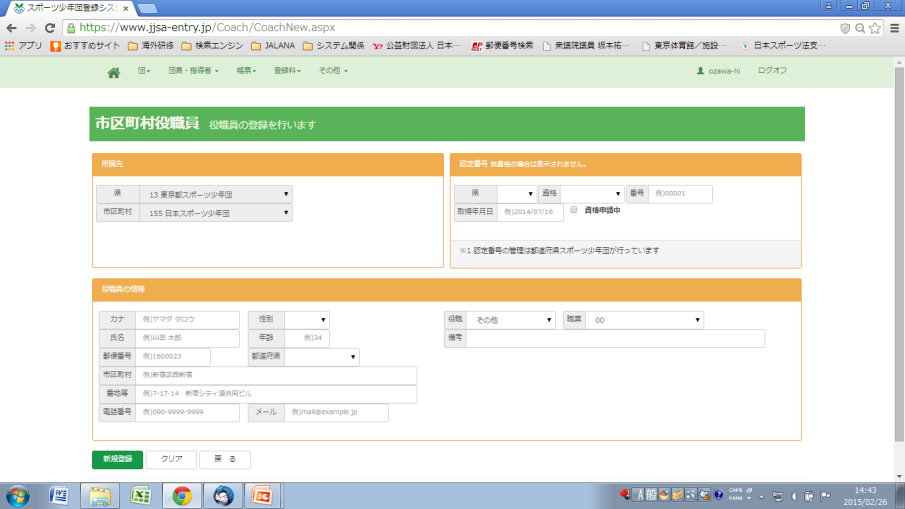 スポーツ少年団登録シス
https://www.jjsa-entry.jp/Coach/CoachNew.aspx
アプリ おすすめサイト 海外研修 検索エンジン JALANA システム関係 公益財団法人 日本… 郵便番号検索 衆議院議員 坂本祐… 東京体育館／施設… 日本スポーツ法支…
団 団員・指導者 帳票 登録料 その他 ozawa-hi ログオフ
市区町村役職員 役職員の登録を行います
所属先
県 13 東京都スポーツ少年団
市区町村 155 日本スポーツ少年団
認定番号 無資格の場合は表示されません。
県 資格 番号 例)00001
取得年月日 例)2014/07/16 資格申請中
※1 認定番号の管理は都道府県スポーツ少年団が行っています
役職員の情報
カナ 例)ヤマダ タロウ 性別 役職 その他 職業 00
氏名 例)山田 太郎 年齢 例)34 備考
郵便番号 例)1600023 都道府県
市区町村 例)新宿区西新宿
番地等 例)7-17-14 新宿シティ濱共同ビル
電話番号 例)090-9999-9999 メール 例)mail@example.jp
新規登録 クリア 戻 る
A 般 CAPS KANA 14:43
2015/02/26